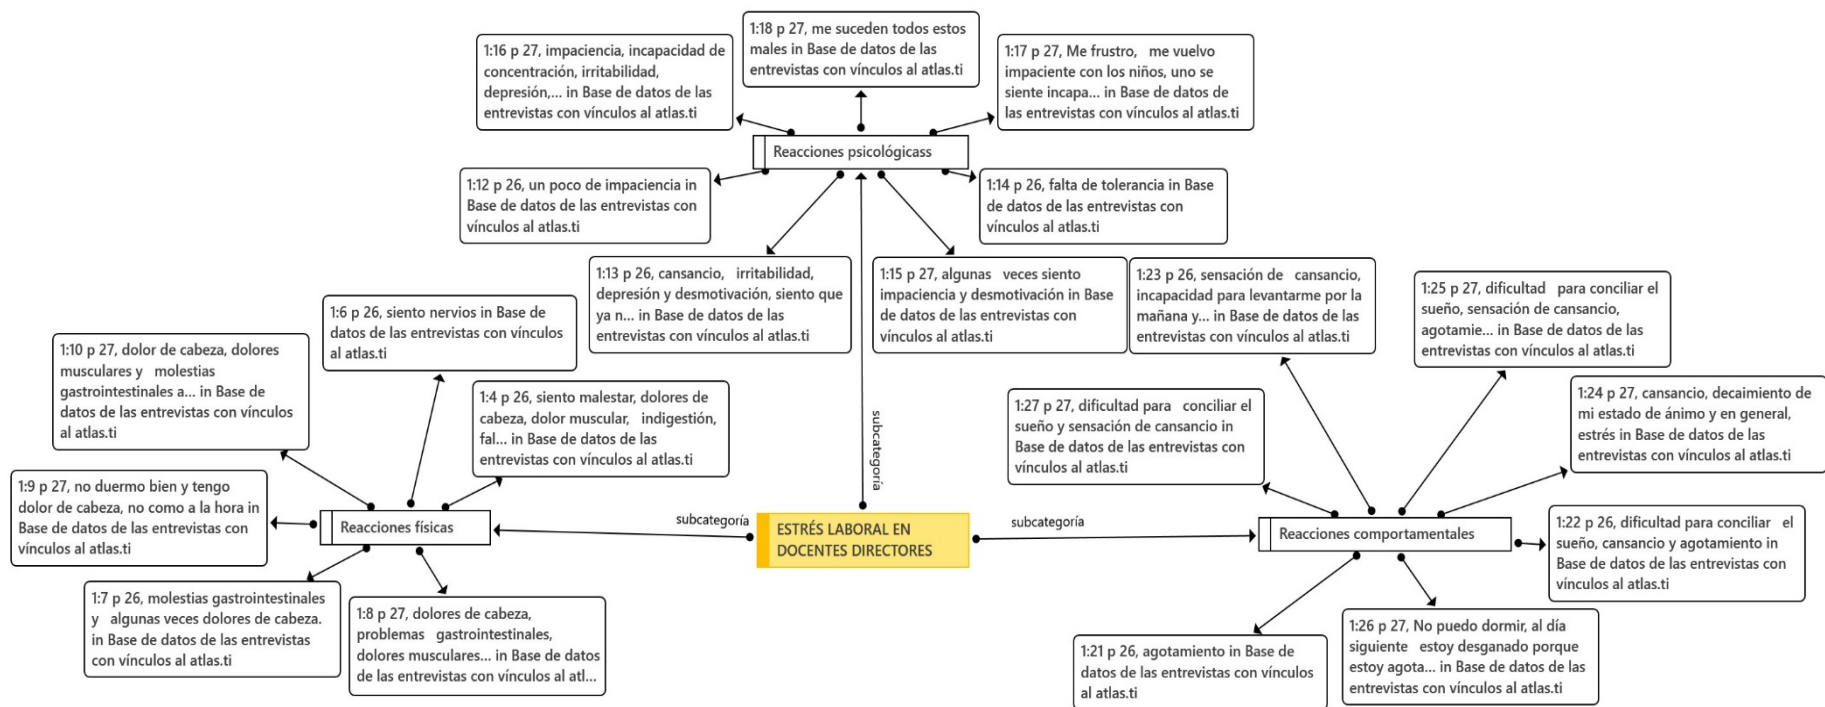 1:18 p 27, me suceden todos estos
males in Base de datos de las
entrevistas con vínculos al atlas.ti
1:16 p 27, impaciencia, incapacidad de
concentración, irritabilidad,
depresión,... in Base de datos de las
entrevistas con vínculos al atlas.ti
1:17 p 27, Me frustro, me vuelvo
impaciente con los niños, uno se
siente incapa... in Base de datos de
las entrevistas con vínculos al atlas.ti
Reacciones psicológicass
1:12 p 26, un poco de impaciencia in
Base de datos de las entrevistas con
vínculos al atlas.ti
1:14 p 26, falta de tolerancia in Base
de datos de las entrevistas con
vínculos al atlas.ti
1:13 p 26, cansancio, irritabilidad,
depresión y desmotivación, siento que
ya n... in Base de datos de las
entrevistas con vínculos al atlas.ti
1:15 p 27, algunas veces siento
impaciencia y desmotivación in Base
de datos de las entrevistas con
vínculos al atlas.ti
1:23 p 26, sensación de cansancio,
incapacidad para levantarme por la
mañana y... in Base de datos de las
entrevistas con vínculos al atlas.ti
1:25 p 27, dificultad para conciliar el
sueño, sensación de cansancio,
agotamie... in Base de datos de las
entrevistas con vínculos al atlas.ti
1:6 p 26, siento nervios in Base de
datos de las entrevistas con vínculos
al atlas.ti
1:10 p 27, dolor de cabeza, dolores
musculares y molestias
gastrointestinales a... in Base de
datos de las entrevistas con vínculos
al atlas.ti
1:4 p 26, siento malestar, dolores de
cabeza, dolor muscular, indigestión,
fal... in Base de datos de las
entrevistas con vínculos al atlas.ti
1:27 p 27, dificultad para conciliar el
sueño y sensación de cansancio in
Base de datos de las entrevistas con
vínculos al atlas.ti
1:24 p 27, cansancio, decaimiento de
mi estado de ánimo y en general,
estrés in Base de datos de las
entrevistas con vínculos al atlas.ti
subcategoría
1:9 p 27, no duermo bien y tengo
dolor de cabeza, no como a la hora in
Base de datos de las entrevistas con
vínculos al atlas.ti
Reacciones físicas
subcategoría
ESTRÉS LABORAL EN
DOCENTES DIRECTORES
subcategoría
Reacciones comportamentales
1:22 p 26, dificultad para conciliar el
sueño, cansancio y agotamiento in
Base de datos de las entrevistas con
vínculos al atlas.ti
1:7 p 26, molestias gastrointestinales
y algunas veces dolores de cabeza.
in Base de datos de las entrevistas
con vínculos al atlas.ti
1:8 p 27, dolores de cabeza,
problemas gastrointestinales,
dolores musculares... in Base de datos
de las entrevistas con vínculos al atl...
1:21 p 26, agotamiento in Base de
datos de las entrevistas con vínculos
al atlas.ti
1:26 p 27, No puedo dormir, al día
siguiente estoy desganado porque
estoy agota... in Base de datos de las
entrevistas con vínculos al atlas.ti